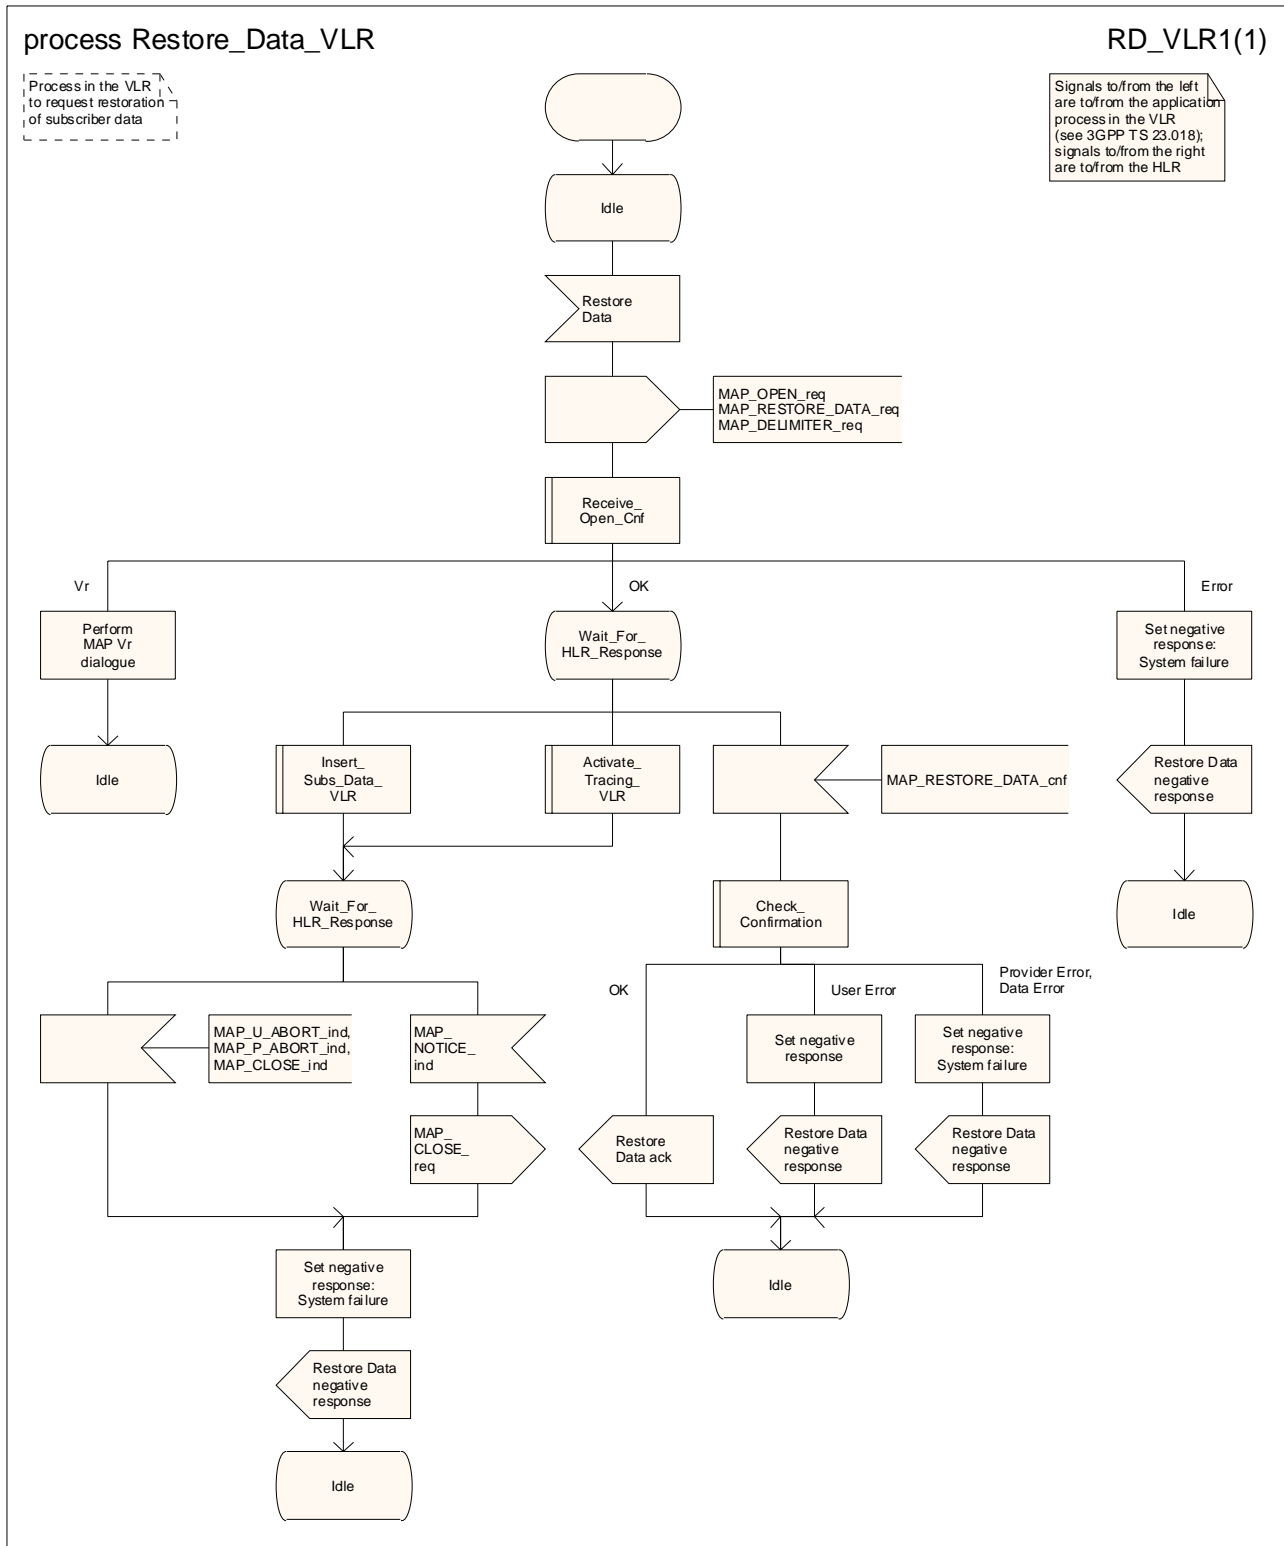 process Restore_Data_VLR
RD_VLR1(1)
Process in the VLR
to request restoration
of subscriber data
Signals to/from the left
are to/from the application
process in the VLR
(see 3GPP TS 23.018);
signals to/from the right
are to/from the HLR
Idle
Restore
Data
MAP_OPEN_req
MAP_RESTORE_DATA_req
MAP_DELIMITER_req
Receive_
Open_Cnf
Vr
OK
Error
Perform
MAP Vr
dialogue
Wait_For_
HLR_Response
Set negative
response:
System failure
Idle
Insert_
Subs_Data_
VLR
Activate_
Tracing_
VLR
MAP_RESTORE_DATA_cnf
Restore Data
negative
response
Wait_For_
HLR_Response
Check_
Confirmation
Idle
OK
User Error
Provider Error,
Data Error
MAP_U_ABORT_ind,
MAP_P_ABORT_ind,
MAP_CLOSE_ind
MAP_
NOTICE_
ind
Set negative
response
Set negative
response:
System failure
MAP_
CLOSE_
req
Restore
Data ack
Restore Data
negative
response
Restore Data
negative
response
Set negative
response:
System failure
Idle
Restore Data
negative
response
Idle